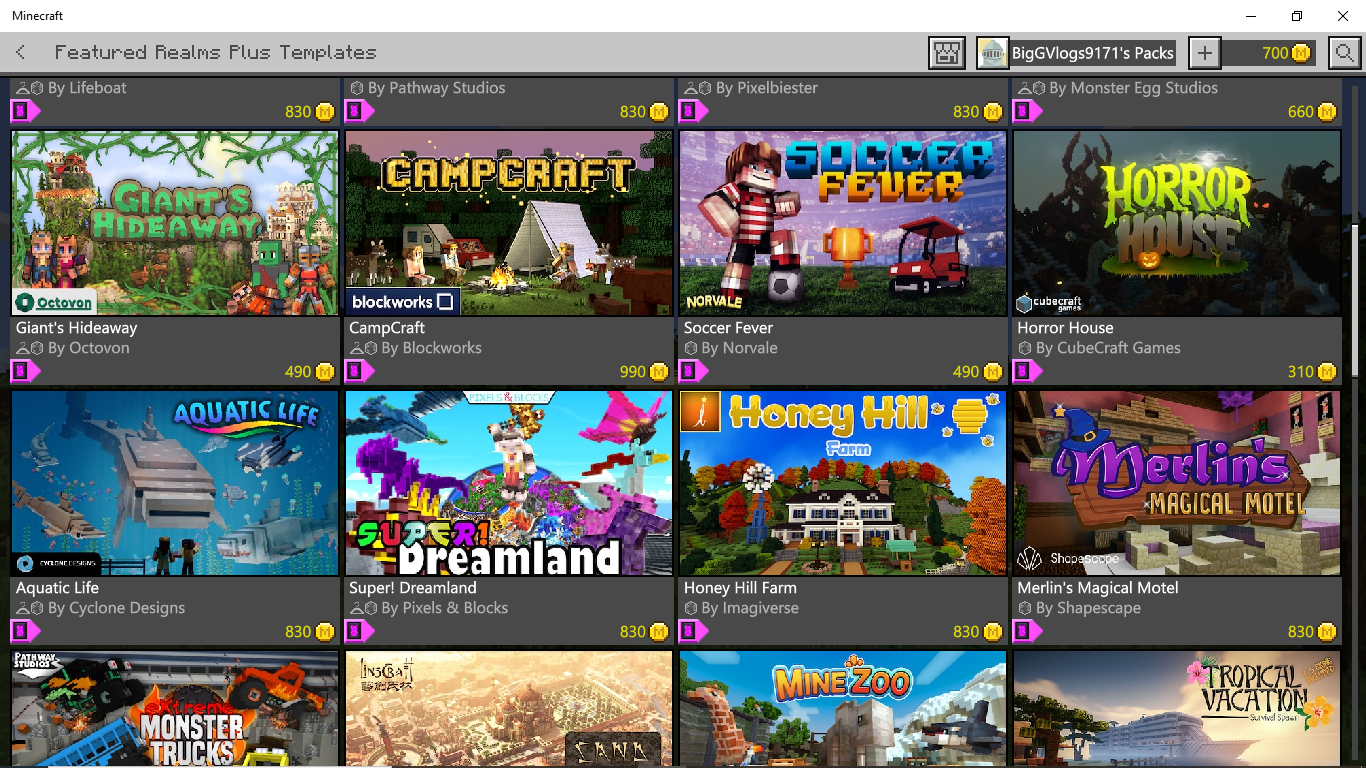 Minecraft
Featured Realms Plus Templates
BigGVlogs9171's Packs
700
By Lifeboat
830
By Pathway Studios
830
By Pixelbiester
830
By Monster Egg Studios
660
GIANT'S
HIDEAWAY
Octovon
Giant's Hideaway
By Octovon
490
CAMPCRAFT
blockworks
CampCraft
By Blockworks
990
SOCCER
FEVER
NORVALE
Soccer Fever
By Norvale
490
HORROR
HOUSE
cubecraft
games
Horror House
By CubeCraft Games
310
AQUATIC LIFE
CYCLONE DESIGNS
Aquatic Life
By Cyclone Designs
830
PIXELS & BLOCKS
SUPER!
Dreamland
Super! Dreamland
By Pixels & Blocks
830
Honey Hill
Farm
Honey Hill Farm
By Imagiverse
830
Merlin's
MAGICAL MOTEL
Shapescape
Merlin's Magical Motel
By Shapescape
830
PATHWAY
STUDIOS
EXtreme
MONSTER
TRUCKS
SAND
MINE ZOO
TROPICAL
VACATION
Survival Spawn